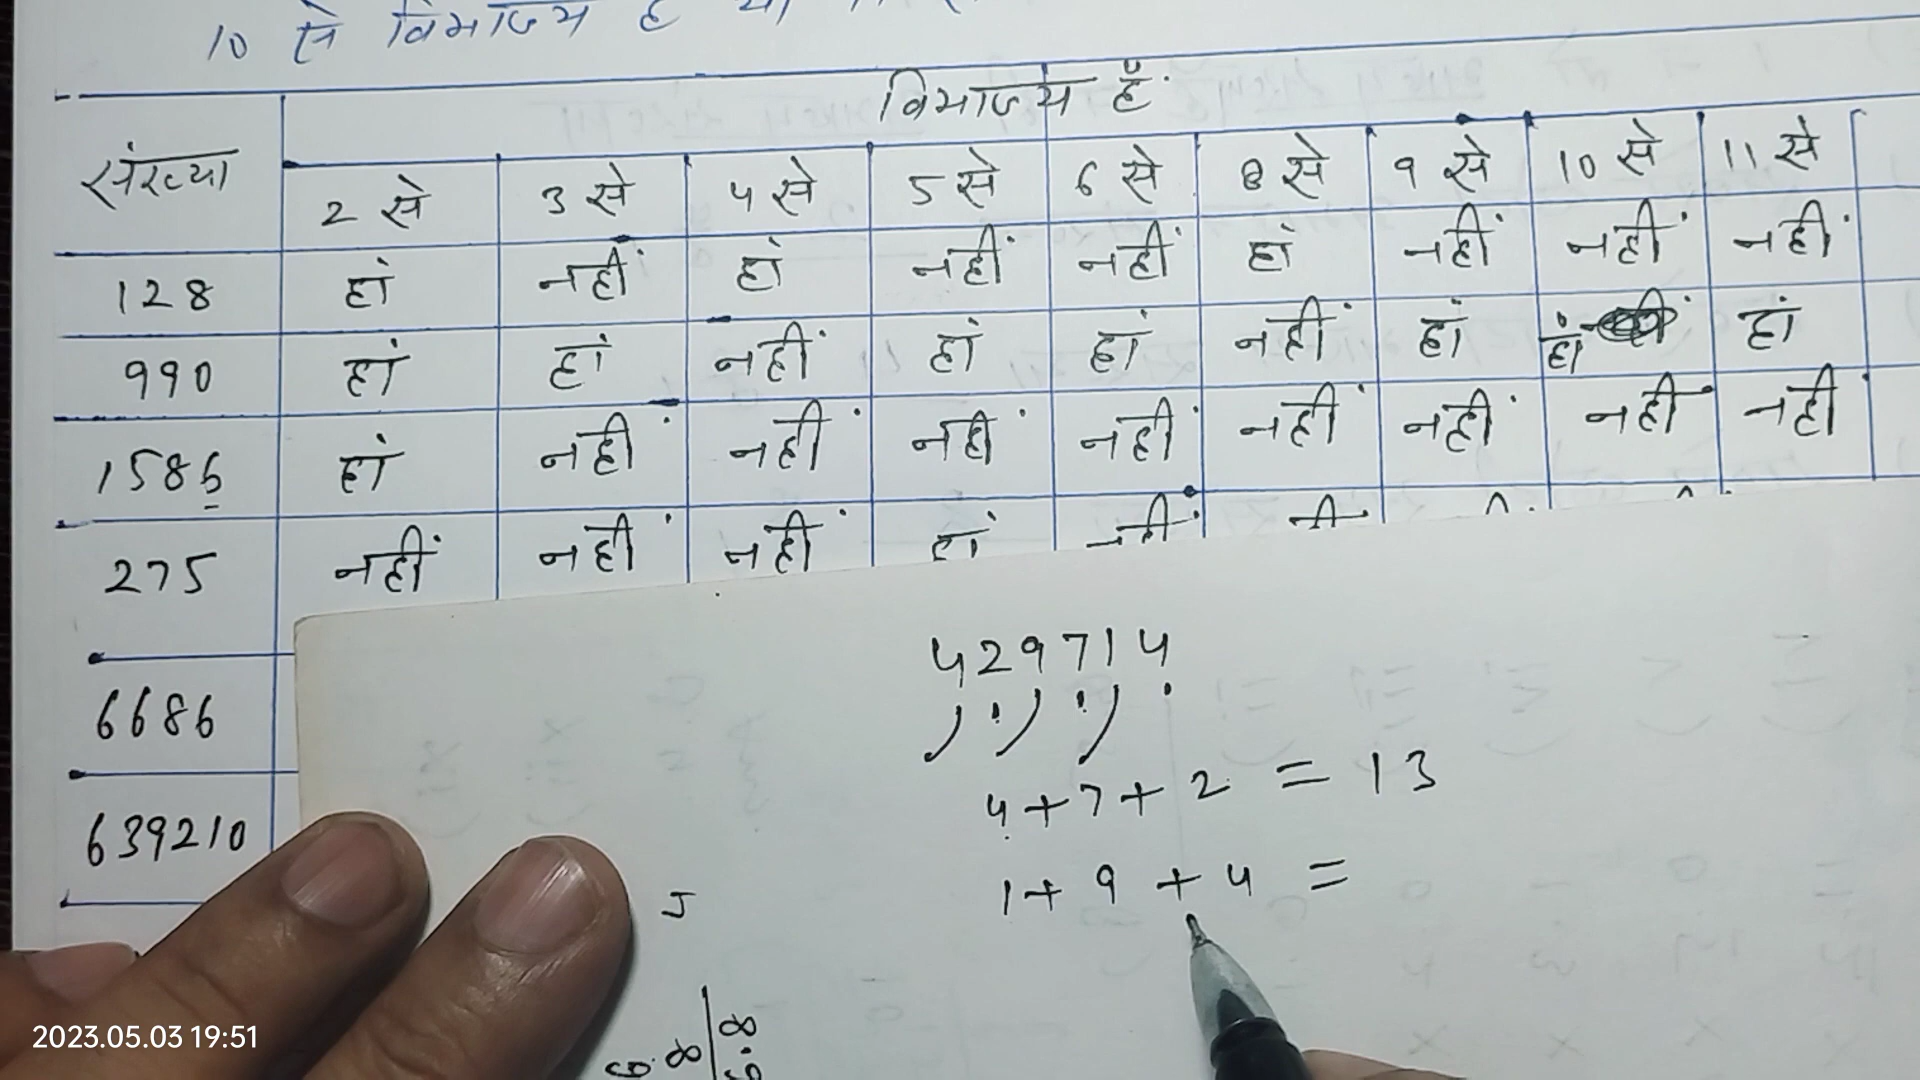 10 से विभाज्य है या
विभाज्य है
संख्या 2 से 3 से 4 से 5 से 6 से 8 से 9 से 10 से 11 से
128 हां नहीं हां नहीं नहीं हां नहीं नहीं नहीं
990 हां हां नहीं हां हां नहीं हां हां हां
1586 हां नहीं नहीं नहीं नहीं नहीं नहीं नहीं नहीं
275 नहीं नहीं नहीं हां
6686
639210
429714
4+7+2 = 13
1+9+4 =
2023.05.03 19:51